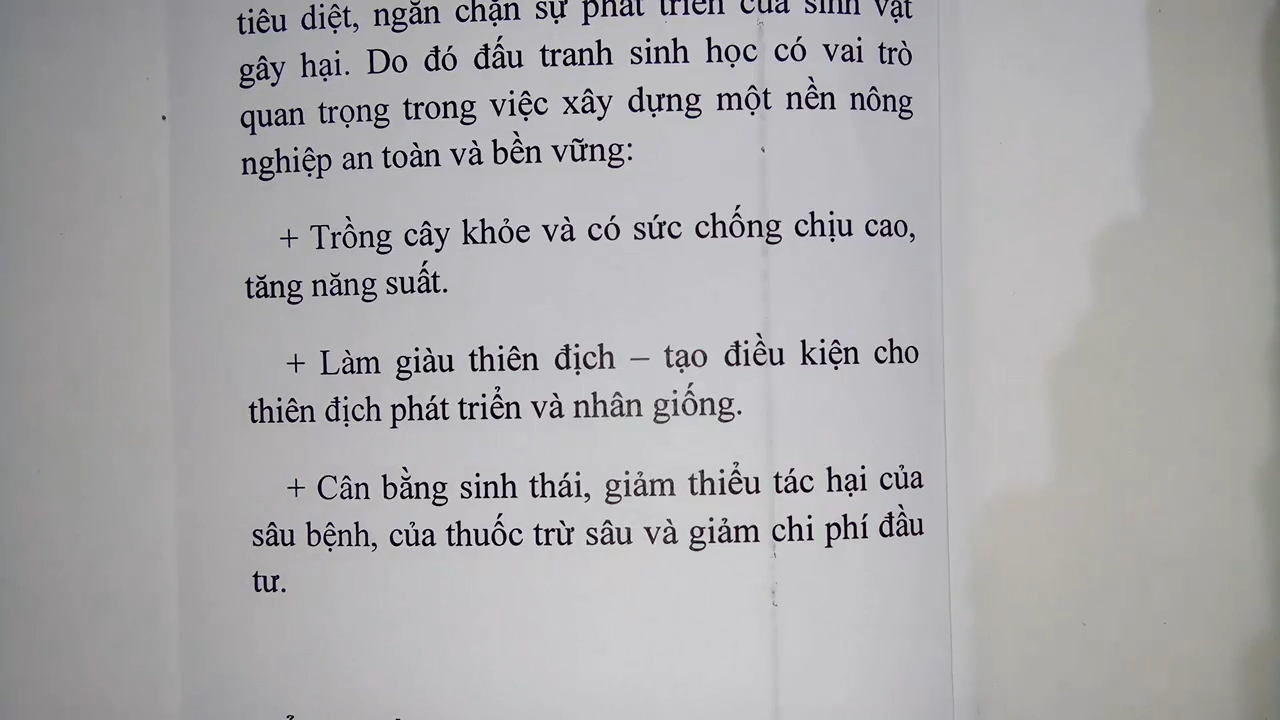 tiêu diệt, ngăn chặn sự phát triển của sinh vật
gây hại. Do đó đấu tranh sinh học có vai trò
quan trọng trong việc xây dựng một nền nông
nghiệp an toàn và bền vững:
+ Trồng cây khỏe và có sức chống chịu cao,
tăng năng suất.
+ Làm giàu thiên địch – tạo điều kiện cho
thiên địch phát triển và nhân giống.
+ Cân bằng sinh thái, giảm thiểu tác hại của
sâu bệnh, của thuốc trừ sâu và giảm chi phí đầu
tư.